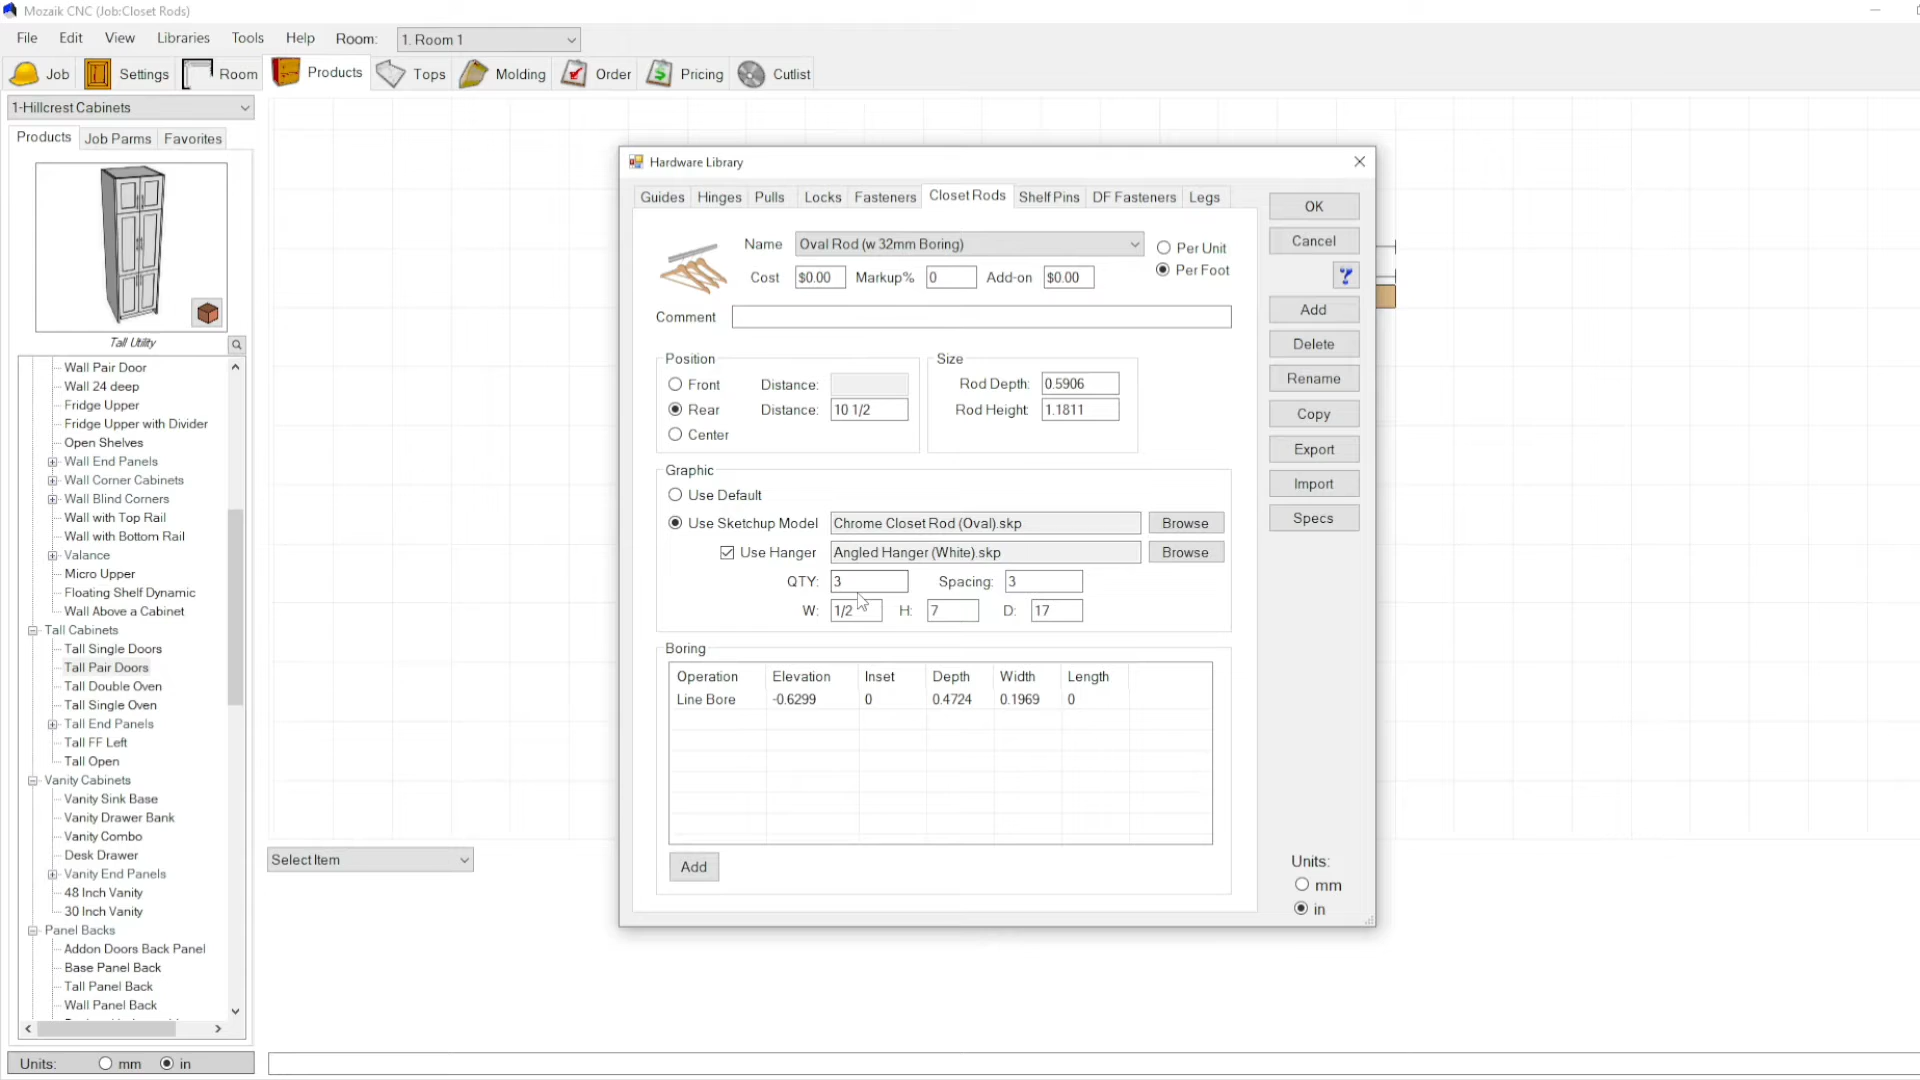 Mozaik CNC (Job:Closet Rods)
File Edit View Libraries Tools Help Room: 1. Room 1
Job Settings Room Products Tops Molding Order Pricing Cutlist
1-Hillcrest Cabinets
Products Job Parms Favorites
Tall Utility
Wall Pair Door
Wall 24 deep
Fridge Upper
Fridge Upper with Divider
Open Shelves
Wall End Panels
Wall Corner Cabinets
Wall Blind Corners
Wall with Top Rail
Wall with Bottom Rail
Valance
Micro Upper
Floating Shelf Dynamic
Wall Above a Cabinet
Tall Cabinets
Tall Single Doors
Tall Pair Doors
Tall Double Oven
Tall Single Oven
Tall End Panels
Tall FF Left
Tall Open
Vanity Cabinets
Vanity Sink Base
Vanity Drawer Bank
Vanity Combo
Desk Drawer
Vanity End Panels
48 Inch Vanity
30 Inch Vanity
Panel Backs
Addon Doors Back Panel
Base Panel Back
Tall Panel Back
Wall Panel Back
Units: mm in
Select Item
Hardware Library
Guides Hinges Pulls Locks Fasteners Closet Rods Shelf Pins DF Fasteners Legs
Name Oval Rod (w 32mm Boring) Per Unit
Per Foot
Cost $0.00 Markup% 0 Add-on $0.00
Comment
Position
Front Distance:
Rear Distance: 10 1/2
Center
Size
Rod Depth: 0.5906
Rod Height: 1.1811
Graphic
Use Default
Use Sketchup Model Chrome Closet Rod (Oval).skp Browse
Use Hanger Angled Hanger (White).skp Browse
QTY: 3 Spacing: 3
W: 1/2 H: 7 D: 17
Boring
Operation Elevation Inset Depth Width Length
Line Bore -0.6299 0 0.4724 0.1969 0
Add
OK
Cancel
?
Add
Delete
Rename
Copy
Export
Import
Specs
Units:
mm
in